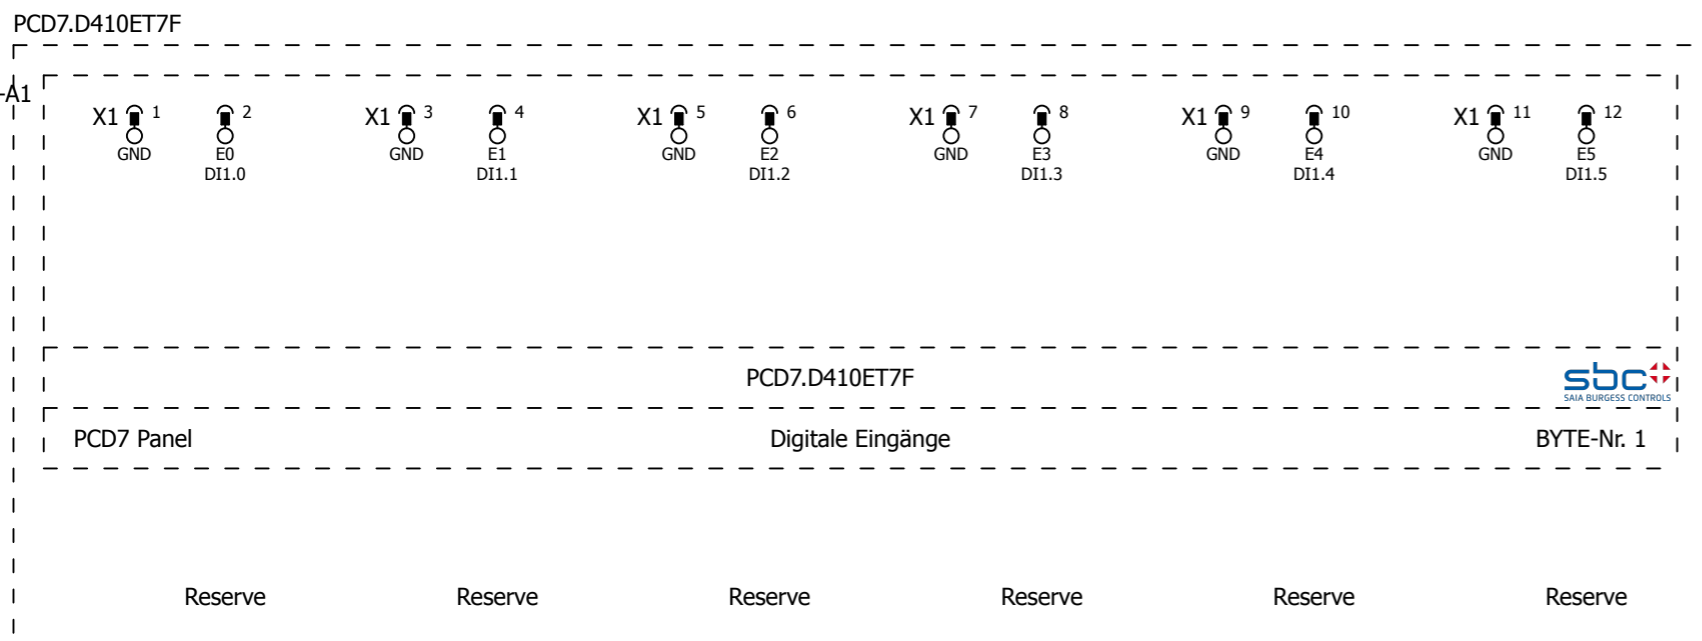 PCD7.D410ET7F
-A1
X1 1 2 X1 3 4 X1 5 6 X1 7 8 X1 9 10 X1 11 12
GND E0 GND E1 GND E2 GND E3 GND E4 GND E5
DI1.0 DI1.1 DI1.2 DI1.3 DI1.4 DI1.5
PCD7.D410ET7F
sbc
SAIA BURGESS CONTROLS
PCD7 Panel Digitale Eingänge BYTE-Nr. 1
Reserve Reserve Reserve Reserve Reserve Reserve